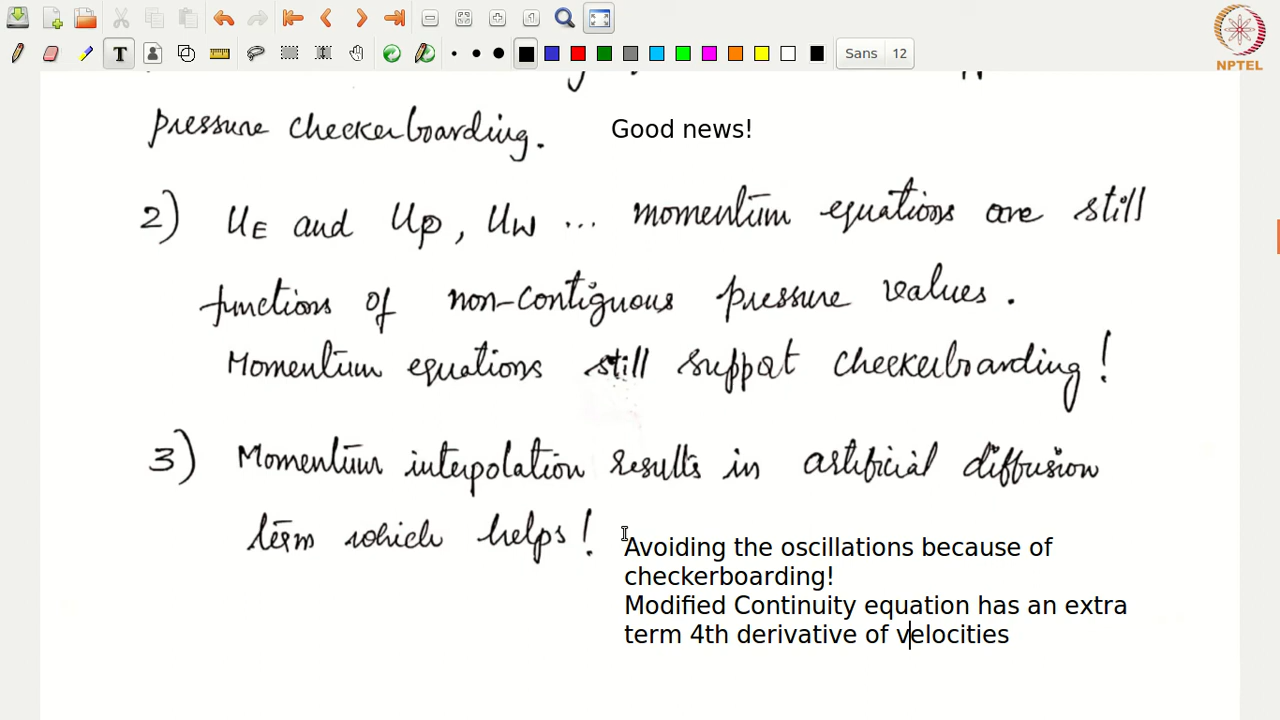 Sans 12
NPTEL
pressure checkerboarding. Good news!
2) UE and UP, UW ... momentum equations are still
functions of non-contiguous pressure values.
Momentum equations still support checkerboarding!
3) Momentum interpolation results in artificial diffusion
term which helps!
Avoiding the oscillations because of
checkerboarding!
Modified Continuity equation has an extra
term 4th derivative of velocities